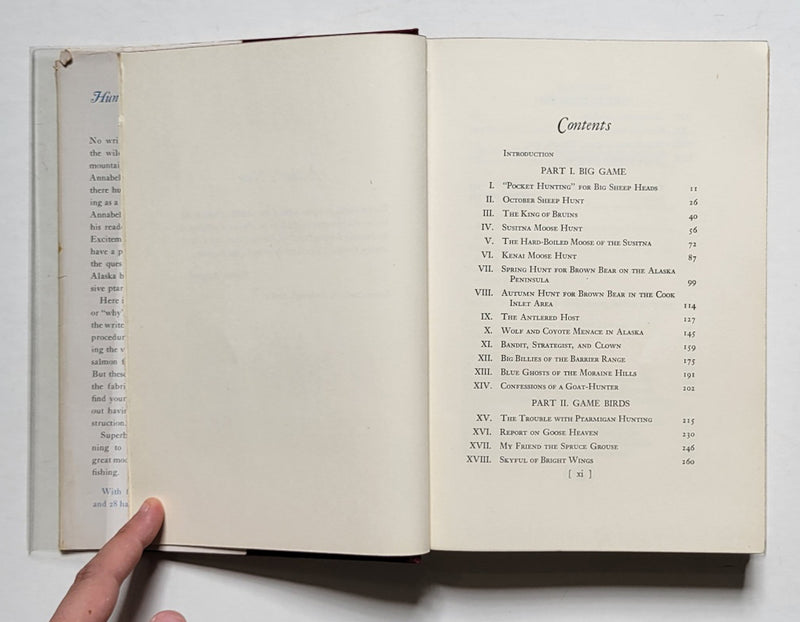 Hun
No wri
the wil
mountai
Annabel
there hu
ing as a
Annabel
his read
Excitem
have a p
the ques
Alaska h
sive ptar
Here i
or "why'
the write
procedur
ing the v
salmon f
But these
the fabri
find your
out havin
struction.
Superb
ning to
great moo
fishing.
With
and 28 ha
Contents
Introduction
PART I. BIG GAME
I. "Pocket Hunting" for Big Sheep Heads 11
II. October Sheep Hunt 26
III. The King of Bruins 40
IV. Susitna Moose Hunt 56
V. The Hard-Boiled Moose of the Susitna 72
VI. Kenai Moose Hunt 87
VII. Spring Hunt for Brown Bear on the Alaska
Peninsula 99
VIII. Autumn Hunt for Brown Bear in the Cook
Inlet Area 114
IX. The Antlered Host 127
X. Wolf and Coyote Menace in Alaska 145
XI. Bandit, Strategist, and Clown 159
XII. Big Billies of the Barrier Range 175
XIII. Blue Ghosts of the Moraine Hills 191
XIV. Confessions of a Goat-Hunter 202
PART II. GAME BIRDS
XV. The Trouble with Ptarmigan Hunting 215
XVI. Report on Goose Heaven 230
XVII. My Friend the Spruce Grouse 246
XVIII. Skyful of Bright Wings 260
[ xi ]